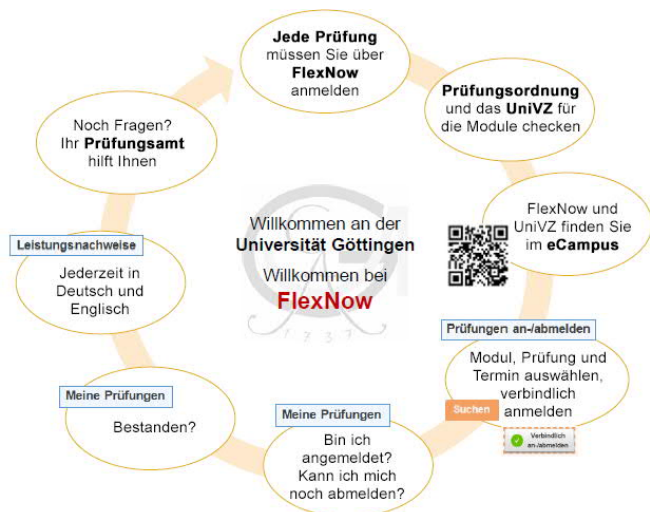 Jede Prüfung
müssen Sie über
FlexNow
anmelden
Prüfungsordnung
und das UniVZ für
die Module checken
FlexNow und
UniVZ finden Sie
im eCampus
Prüfungen an-/abmelden
Modul, Prüfung und
Termin auswählen,
verbindlich
anmelden
Suchen
Verbindlich
an-/abmelden
Meine Prüfungen
Bin ich
angemeldet?
Kann ich mich
noch abmelden?
Meine Prüfungen
Bestanden?
Leistungsnachweise
Jederzeit in
Deutsch und
Englisch
Noch Fragen?
Ihr Prüfungsamt
hilft Ihnen
Willkommen an der
Universität Göttingen
Willkommen bei
FlexNow
1737